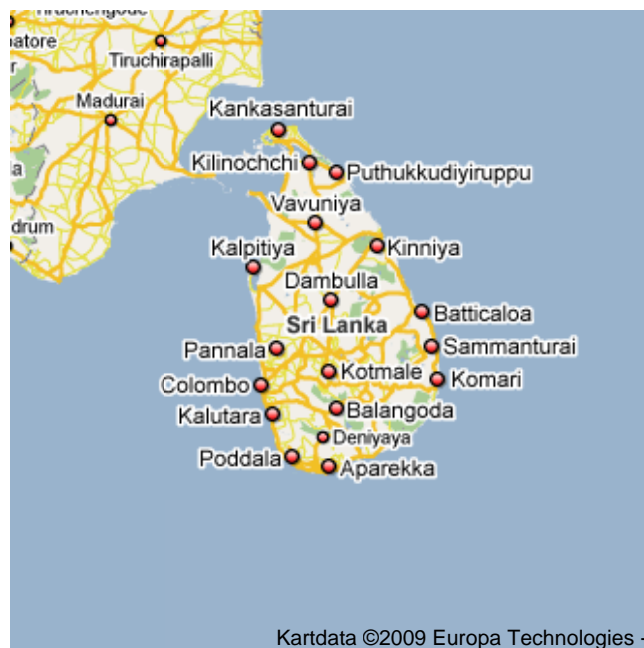 Tiruchirapalli
Madurai
Kankasanturai
Kilinochchi
Puthukkudiyiruppu
Vavuniya
Kalpitiya
Kinniya
Dambulla
Batticaloa
Sri Lanka
Pannala
Sammanturai
Colombo
Kotmale
Komari
Kalutara
Balangoda
Deniyaya
Poddala
Aparekka
Kartdata ©2009 Europa Technologies -